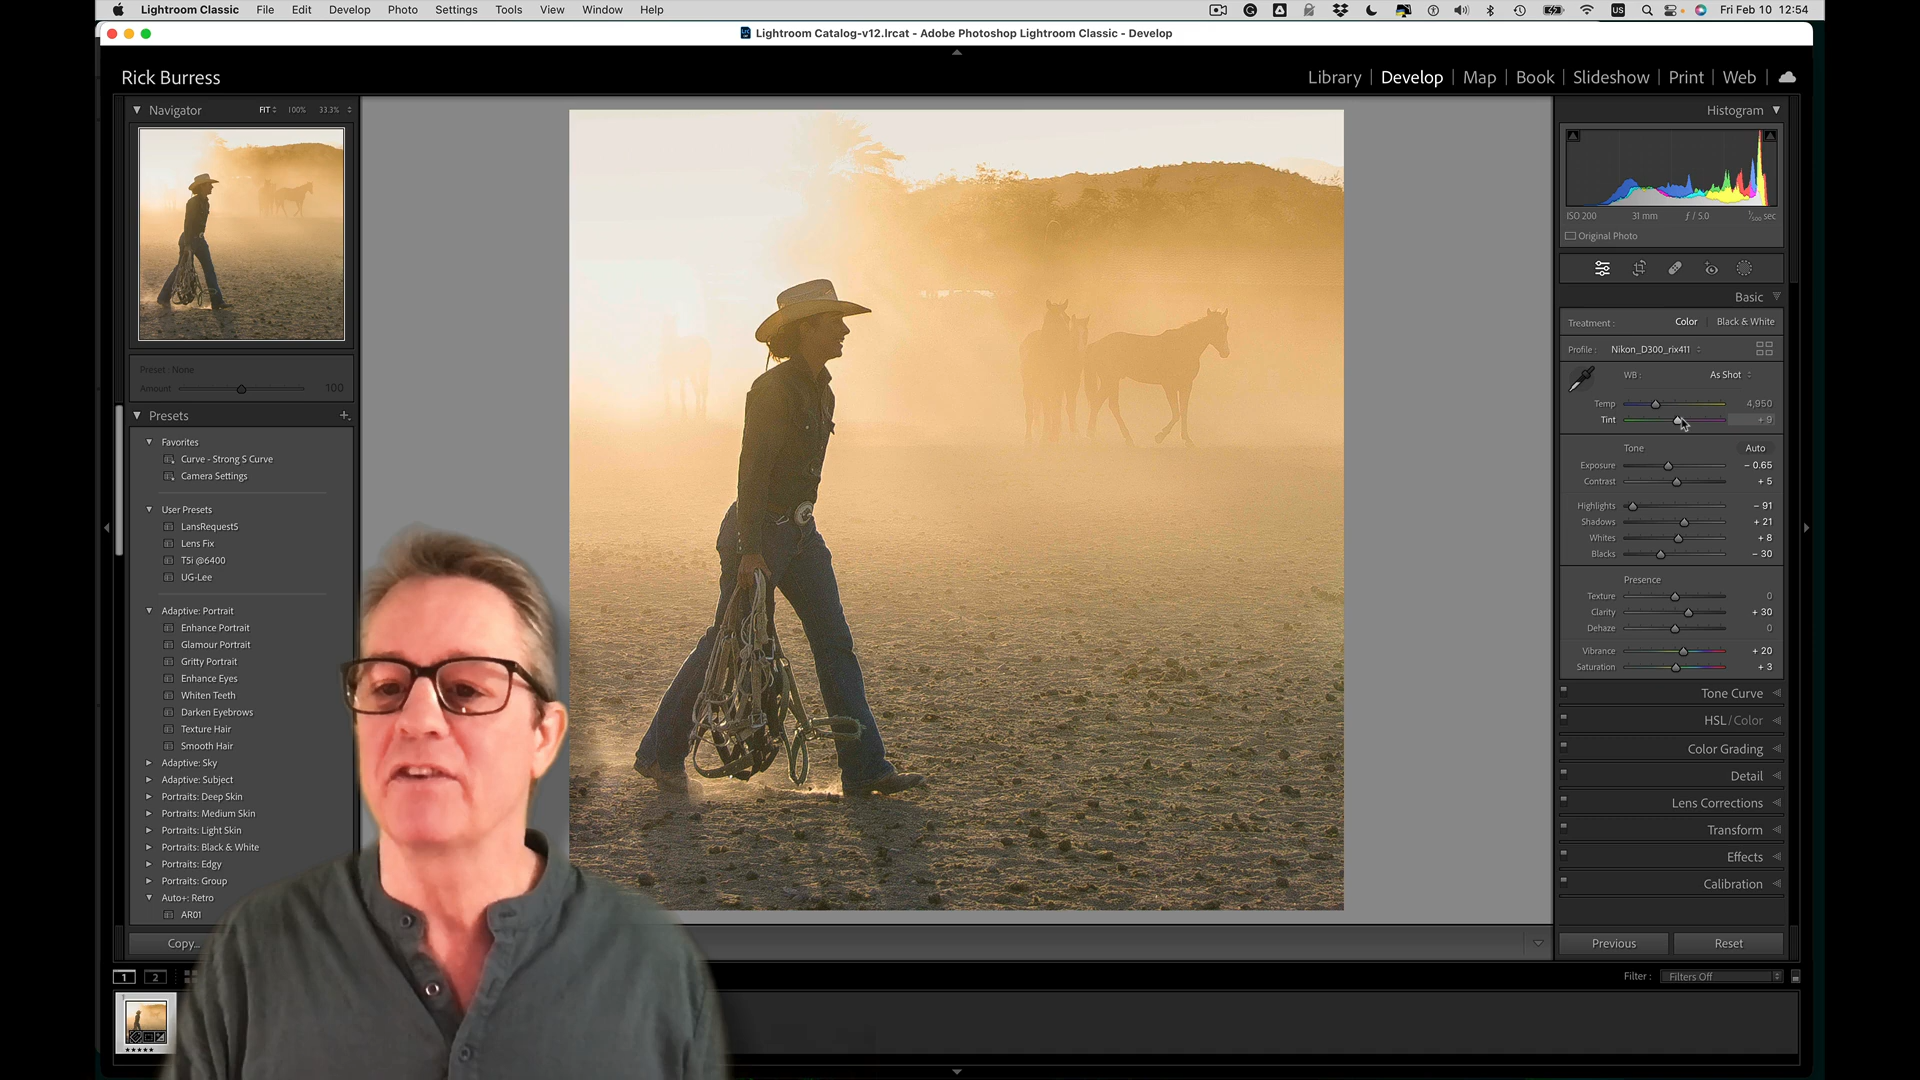 Lightroom Classic File Edit Develop Photo Settings Tools View Window Help US Fri Feb 10 12:54
Lightroom Catalog-v12.lrcat - Adobe Photoshop Lightroom Classic - Develop
Rick Burress
Library | Develop | Map | Book | Slideshow | Print | Web
Navigator FIT 100% 33.3%
Preset : None
Amount 100
Presets
Favorites
Curve - Strong S Curve
Camera Settings
User Presets
LansRequestS
Lens Fix
TSi @6400
UG-Lee
Adaptive: Portrait
Enhance Portrait
Glamour Portrait
Gritty Portrait
Enhance Eyes
Whiten Teeth
Darken Eyebrows
Texture Hair
Smooth Hair
Adaptive: Sky
Adaptive: Subject
Portraits: Deep Skin
Portraits: Medium Skin
Portraits: Light Skin
Portraits: Black & White
Portraits: Edgy
Portraits: Group
Auto+: Retro
AR01
Copy...
1 2
Histogram
ISO 200 31 mm ƒ / 5.0 sec
Original Photo
Basic
Treatment : Color Black & White
Profile : Nikon_D300_rix411
WB : As Shot
Temp 4,950
Tint + 9
Tone Auto
Exposure – 0.65
Contrast + 5
Highlights – 91
Shadows + 21
Whites + 8
Blacks – 30
Presence
Texture 0
Clarity + 30
Dehaze 0
Vibrance + 20
Saturation + 3
Tone Curve
HSL / Color
Color Grading
Detail
Lens Corrections
Transform
Effects
Calibration
Previous Reset
Filter : Filters Off